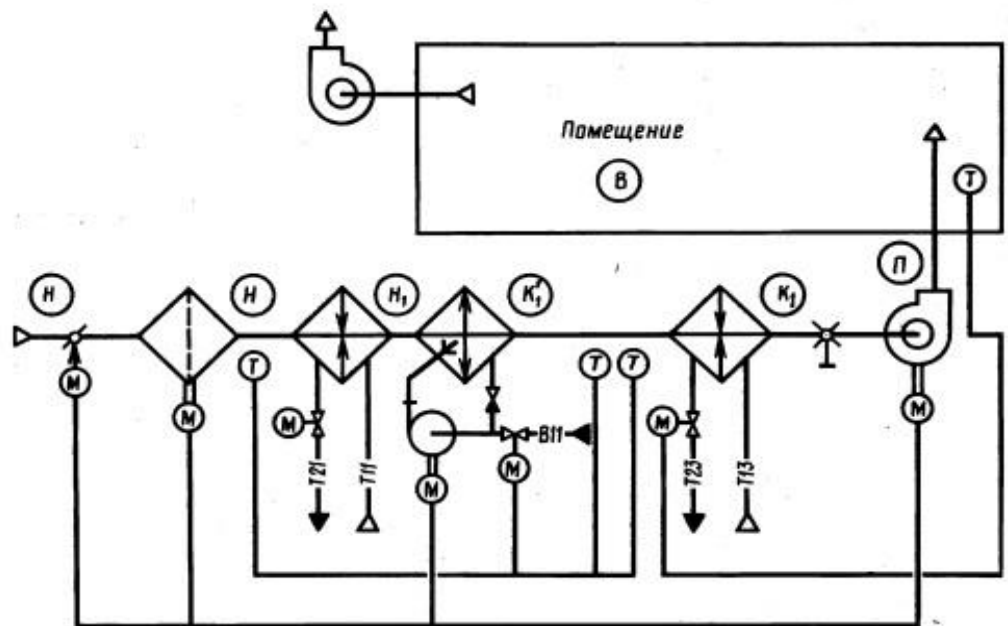 Помещение
В
Т
П
Н
Н
Н₁
К₁'
К₁
Т
Т
Т
М
М
М
М
М
М
М
Т21
Т11
В11
Т23
Т13